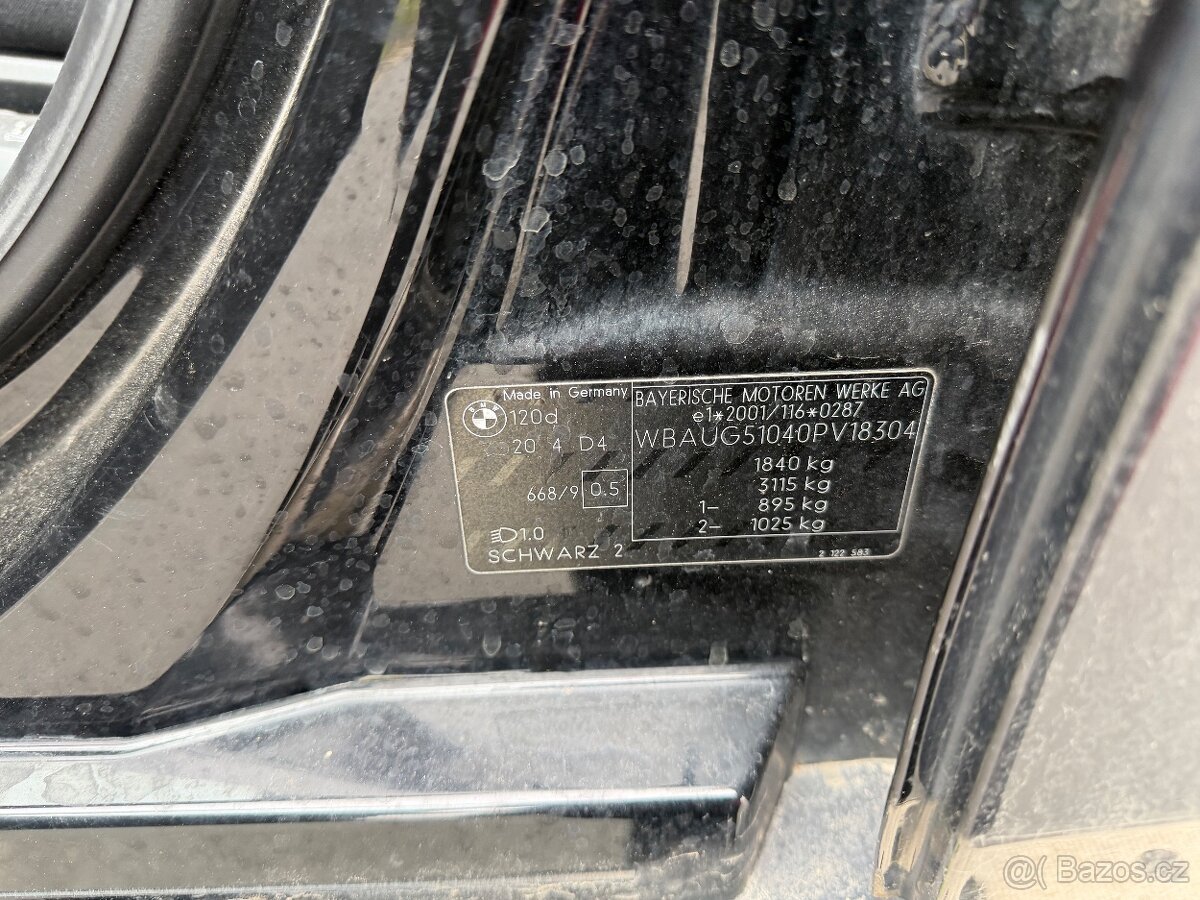 Made in Germany
BMW
120d
20 4 D4
668/9 0.5
1.0
SCHWARZ 2
BAYERISCHE MOTOREN WERKE AG
e1*2001/116*0287
WBAUG51040PV18304
1840 kg
3115 kg
1- 895 kg
2- 1025 kg
2 122 583
Bazos.cz